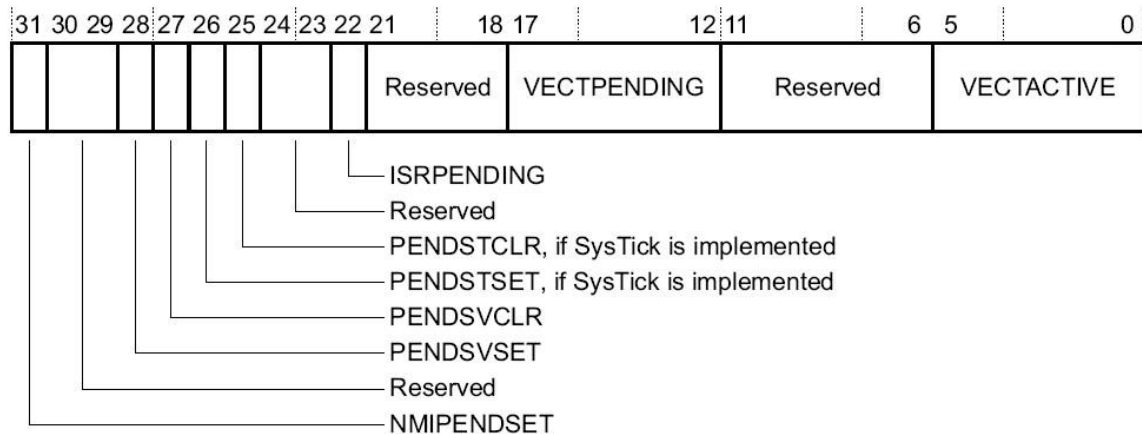 31 30 29 28 27 26 25 24 23 22 21 18 17 12 11 6 5 0
Reserved VECTPENDING Reserved VECTACTIVE
ISRPENDING
Reserved
PENDSTCLR, if SysTick is implemented
PENDSTSET, if SysTick is implemented
PENDSVCLR
PENDSVSET
Reserved
NMIPENDSET